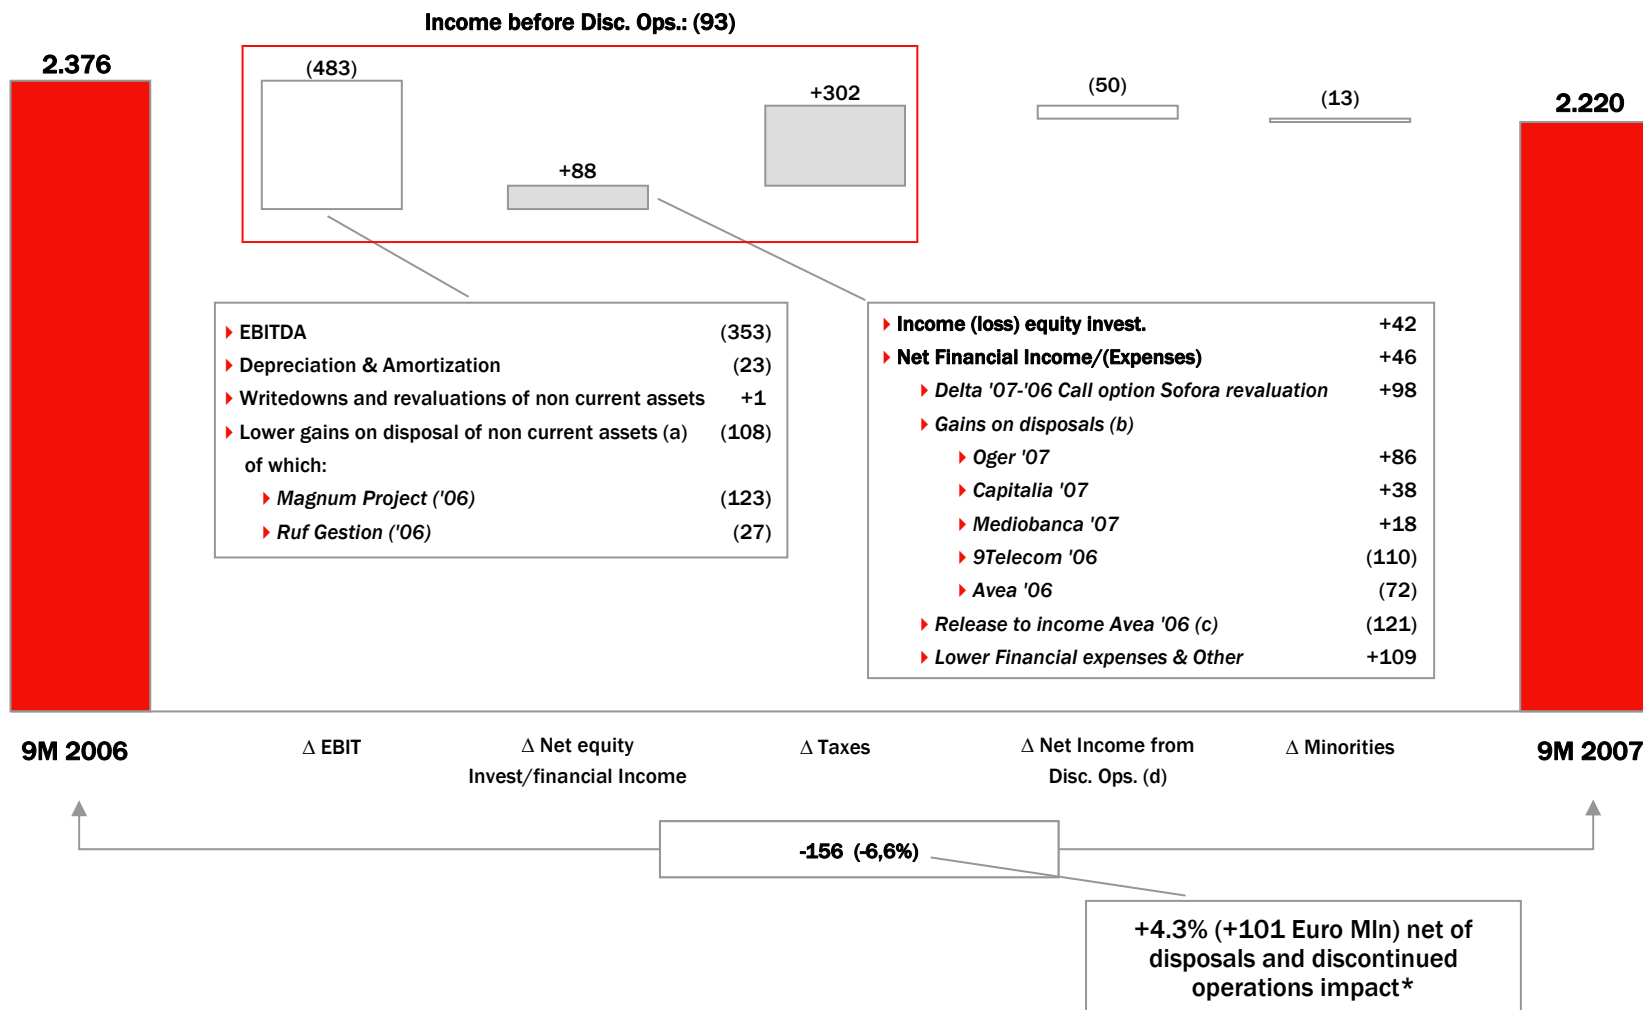 Income before Disc. Ops.: (93)
2.376
(483)
+88
+302
(50)
(13)
2.220
EBITDA (353)
Depreciation & Amortization (23)
Writedowns and revaluations of non current assets +1
Lower gains on disposal of non current assets (a) (108)
of which:
Magnum Project ('06) (123)
Ruf Gestion ('06) (27)
Income (loss) equity invest. +42
Net Financial Income/(Expenses) +46
Delta '07-'06 Call option Sofora revaluation +98
Gains on disposals (b)
Oger '07 +86
Capitalia '07 +38
Mediobanca '07 +18
9Telecom '06 (110)
Avea '06 (72)
Release to income Avea '06 (c) (121)
Lower Financial expenses & Other +109
9M 2006
Δ EBIT
Δ Net equity
Invest/financial Income
Δ Taxes
Δ Net Income from
Disc. Ops. (d)
Δ Minorities
9M 2007
-156 (-6,6%)
+4.3% (+101 Euro Mln) net of
disposals and discontinued
operations impact*